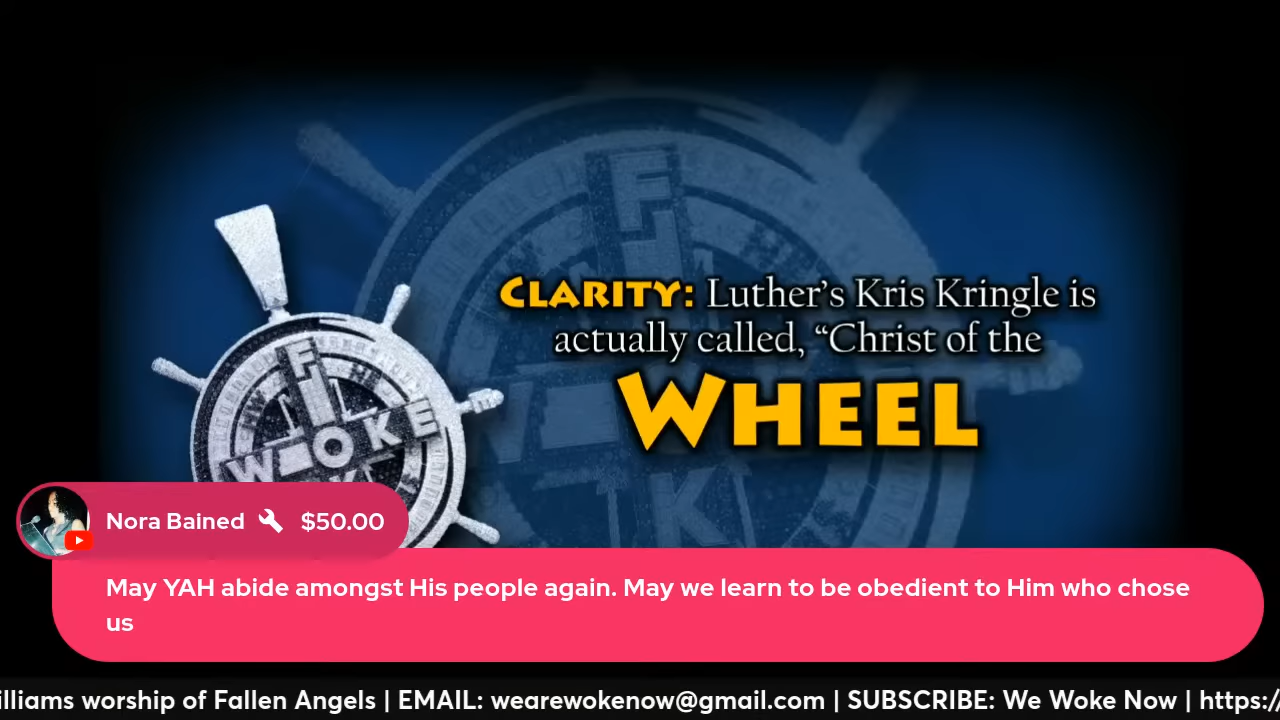 CLARITY: Luther's Kris Kringle is
actually called, “Christ of the
WHEEL
FI
WOKE
Nora Bained $50.00
May YAH abide amongst His people again. May we learn to be obedient to Him who chose
us
illiams worship of Fallen Angels | EMAIL: wearewokenow@gmail.com | SUBSCRIBE: We Woke Now | https:/